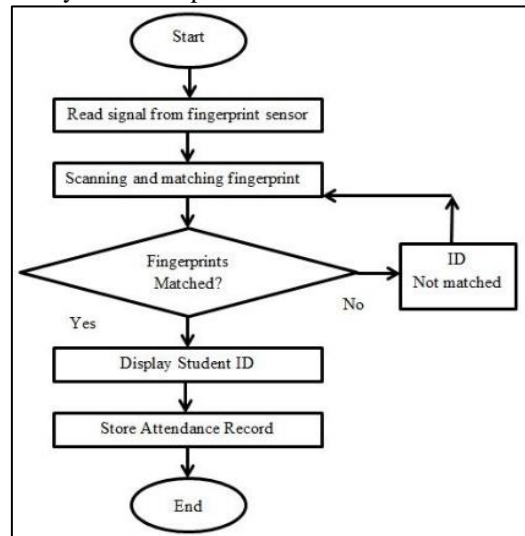 Start
Read signal from fingerprint sensor
Scanning and matching fingerprint
Fingerprints
Matched?
ID
Not matched
No
Yes
Display Student ID
Store Attendance Record
End